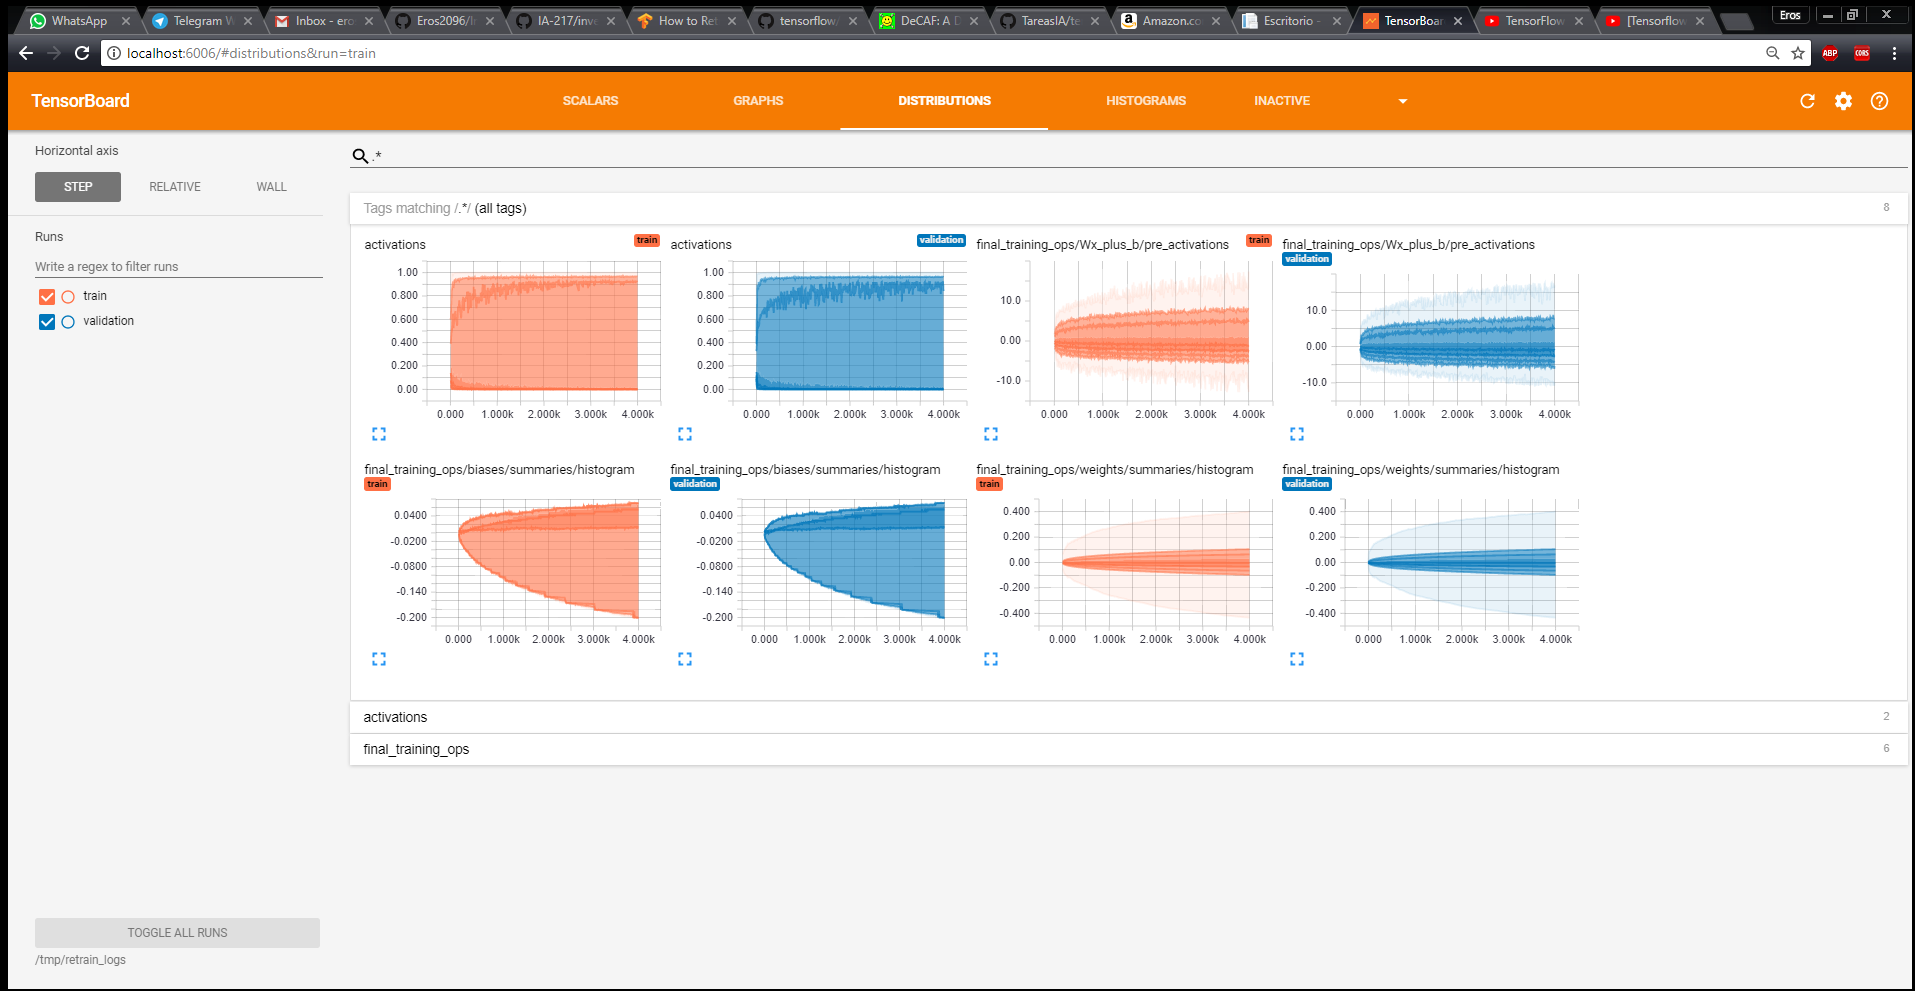 WhatsApp
Telegram W
Inbox - ero
Eros2096/I
IA-217/inve
How to Ret
tensorflow/
DeCAF: A D
TareasIA/te
Amazon.co
Escritorio -
TensorBoar
TensorFlow
[Tensorflow
Eros
localhost:6006/#distributions&run=train
ABP
CORS
TensorBoard
SCALARS
GRAPHS
DISTRIBUTIONS
HISTOGRAMS
INACTIVE
Horizontal axis
STEP
RELATIVE
WALL
Runs
Write a regex to filter runs
train
validation
TOGGLE ALL RUNS
/tmp/retrain_logs
.*
Tags matching /.*/ (all tags)
8
activations
train
1.00
0.800
0.600
0.400
0.200
0.00
0.000 1.000k 2.000k 3.000k 4.000k
activations
validation
1.00
0.800
0.600
0.400
0.200
0.00
0.000 1.000k 2.000k 3.000k 4.000k
final_training_ops/Wx_plus_b/pre_activations
train
10.0
0.00
-10.0
0.000 1.000k 2.000k 3.000k 4.000k
final_training_ops/Wx_plus_b/pre_activations
validation
10.0
0.00
-10.0
0.000 1.000k 2.000k 3.000k 4.000k
final_training_ops/biases/summaries/histogram
train
0.0400
-0.0200
-0.0800
-0.140
-0.200
0.000 1.000k 2.000k 3.000k 4.000k
final_training_ops/biases/summaries/histogram
validation
0.0400
-0.0200
-0.0800
-0.140
-0.200
0.000 1.000k 2.000k 3.000k 4.000k
final_training_ops/weights/summaries/histogram
train
0.400
0.200
0.00
-0.200
-0.400
0.000 1.000k 2.000k 3.000k 4.000k
final_training_ops/weights/summaries/histogram
validation
0.400
0.200
0.00
-0.200
-0.400
0.000 1.000k 2.000k 3.000k 4.000k
activations
2
final_training_ops
6